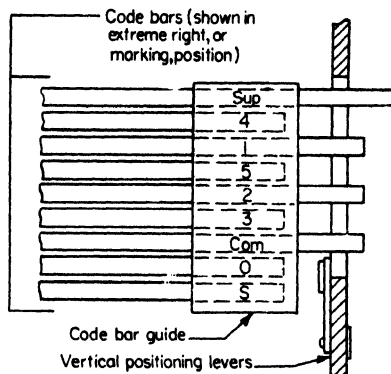 Code bars (shown in
extreme right, or
marking, position)
Sup
4
1
5
2
3
Com
0
S
Code bar guide
Vertical positioning levers